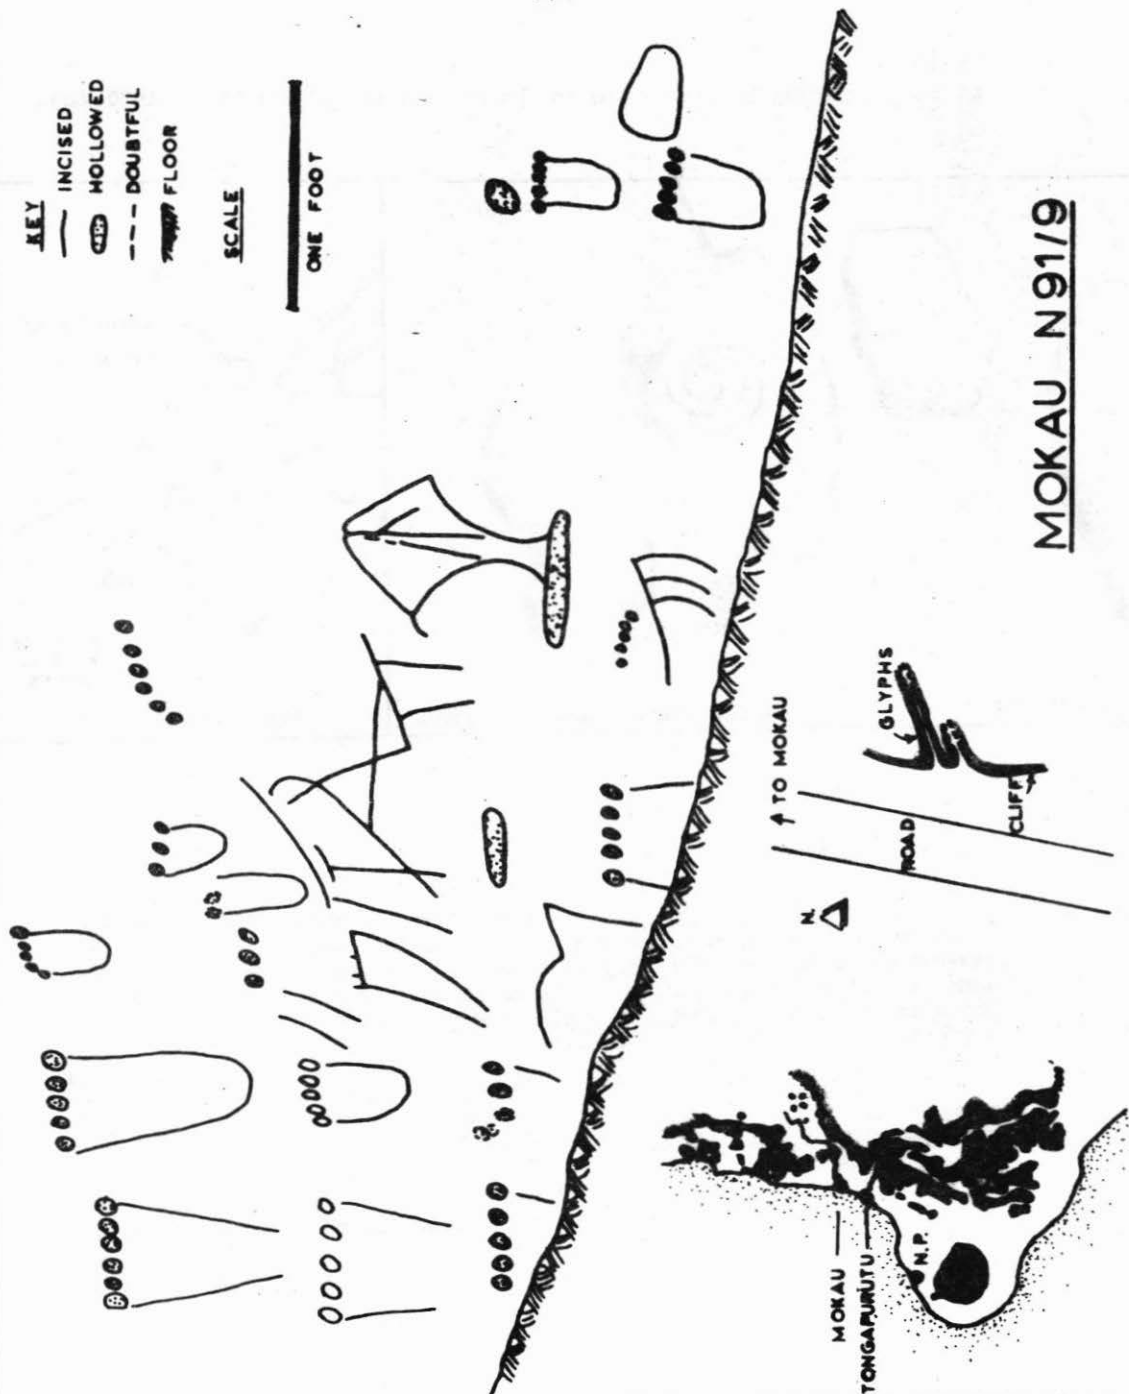 KEY
INCISED
HOLLOWED
DOUBTFUL
FLOOR
SCALE
ONE FOOT
MOKAU N91/9
N.
TO MOKAU
ROAD
GLYPHS
CLIFF
MOKAU
TONGAPURUTU
N.P.